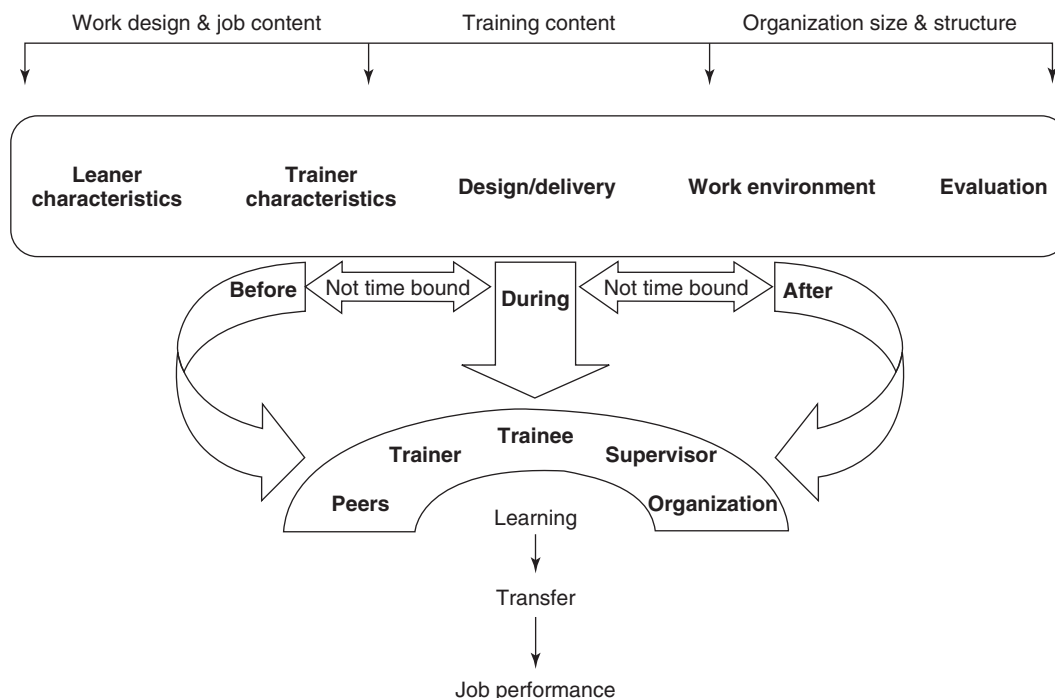 Work design & job content
Training content
Organization size & structure
Leaner
characteristics
Trainer
characteristics
Design/delivery
Work environment
Evaluation
Before
Not time bound
During
Not time bound
After
Trainee
Trainer
Supervisor
Peers
Organization
Learning
Transfer
Job performance